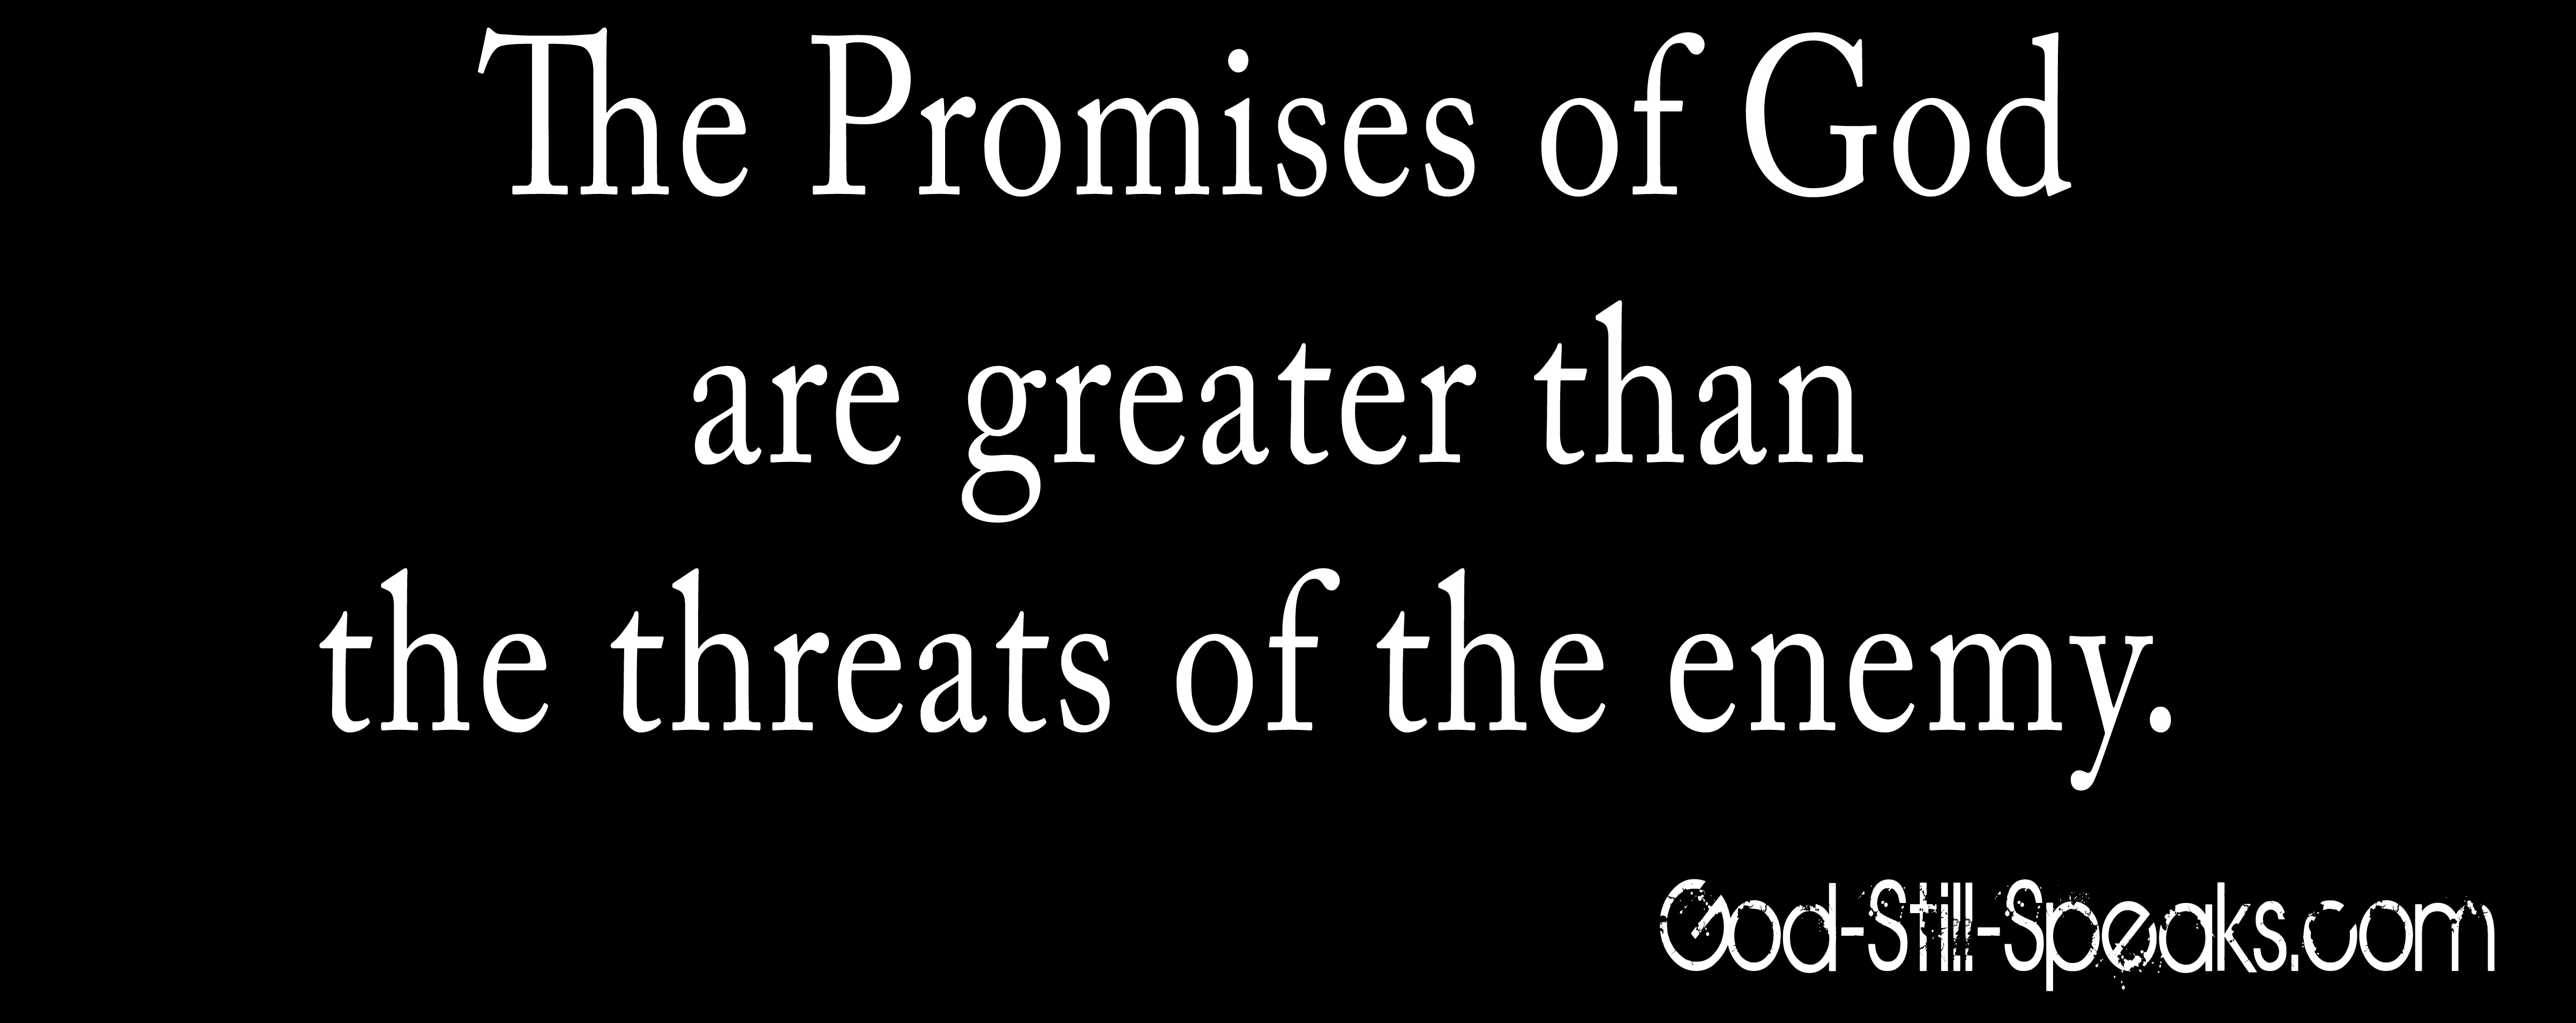 The Promises of God
are greater than
the threats of the enemy.
God-Still-Speaks.com